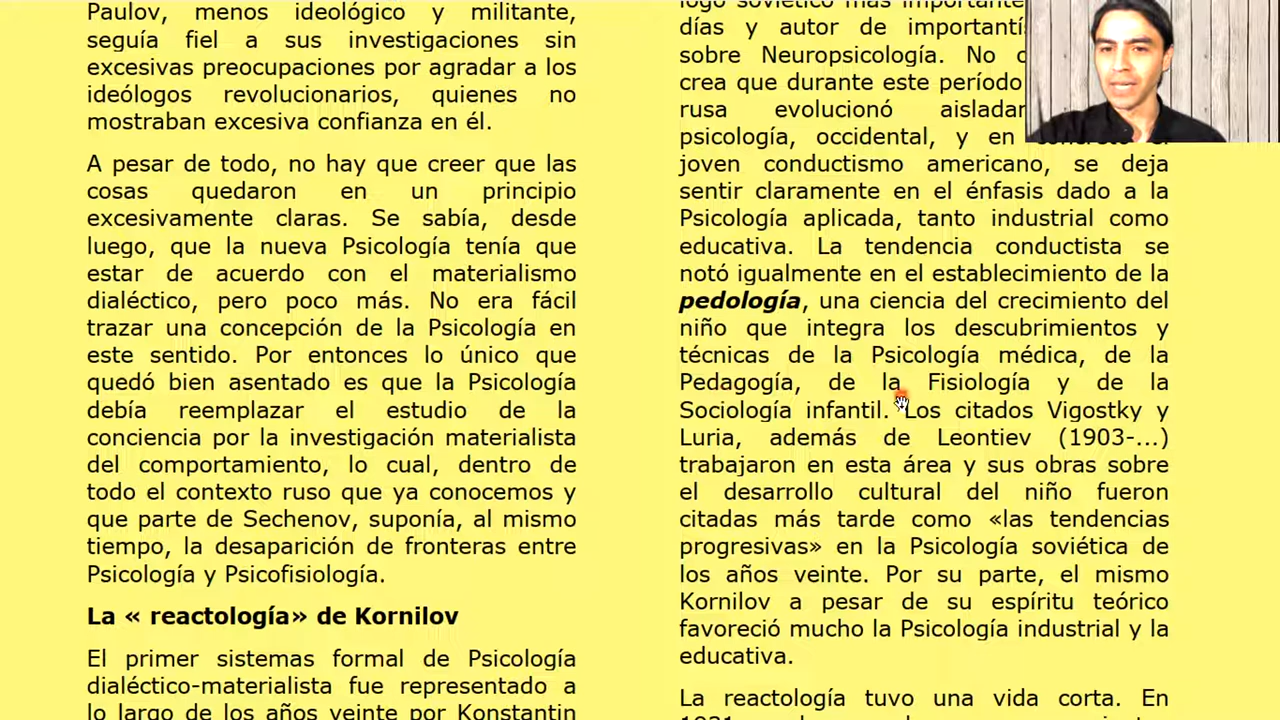 Paulov, menos ideológico y militante,
seguía fiel a sus investigaciones sin
excesivas preocupaciones por agradar a los
ideólogos revolucionarios, quienes no
mostraban excesiva confianza en él.
A pesar de todo, no hay que creer que las
cosas quedaron en un principio
excesivamente claras. Se sabía, desde
luego, que la nueva Psicología tenía que
estar de acuerdo con el materialismo
dialéctico, pero poco más. No era fácil
trazar una concepción de la Psicología en
este sentido. Por entonces lo único que
quedó bien asentado es que la Psicología
debía reemplazar el estudio de la
conciencia por la investigación materialista
del comportamiento, lo cual, dentro de
todo el contexto ruso que ya conocemos y
que parte de Sechenov, suponía, al mismo
tiempo, la desaparición de fronteras entre
Psicología y Psicofisiología.
La « reactología» de Kornilov
El primer sistemas formal de Psicología
dialéctico-materialista fue representado a
lo largo de los años veinte por Konstantin
logo soviético más importante
días y autor de
sobre Neuropsicología. No
crea que durante este período
rusa evolucionó
psicología, occidental, y en concreto el
joven conductismo americano, se deja
sentir claramente en el énfasis dado a la
Psicología aplicada, tanto industrial como
educativa. La tendencia conductista se
notó igualmente en el establecimiento de la
pedología, una ciencia del crecimiento del
niño que integra los descubrimientos y
técnicas de la Psicología médica, de la
Pedagogía, de la Fisiología y de la
Sociología infantil. Los citados Vigostky y
Luria, además de Leontiev (1903-...)
trabajaron en esta área y sus obras sobre
el desarrollo cultural del niño fueron
citadas más tarde como «las tendencias
progresivas» en la Psicología soviética de
los años veinte. Por su parte, el mismo
Kornilov a pesar de su espíritu teórico
favoreció mucho la Psicología industrial y la
educativa.
La reactología tuvo una vida corta. En